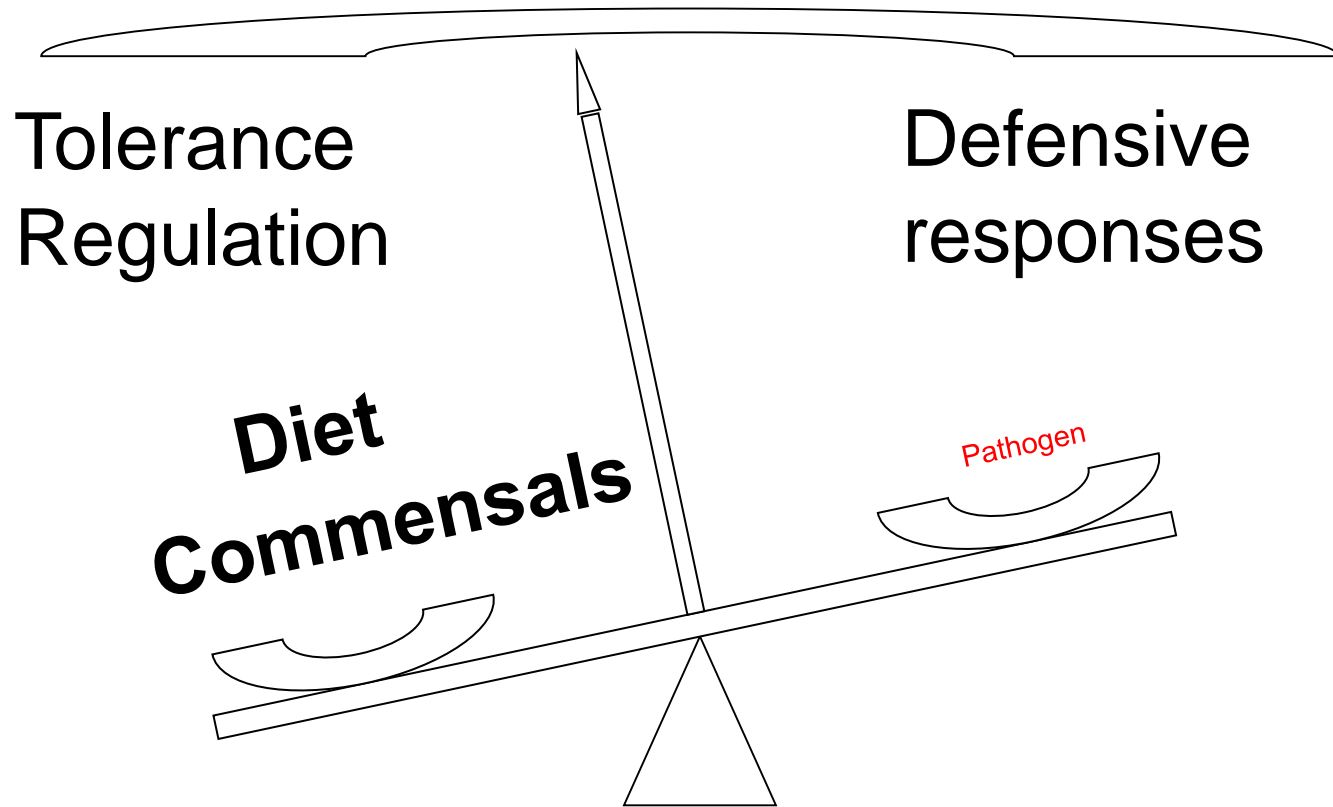 Tolerance
Regulation
Defensive
responses
Diet
Commensals
Pathogen